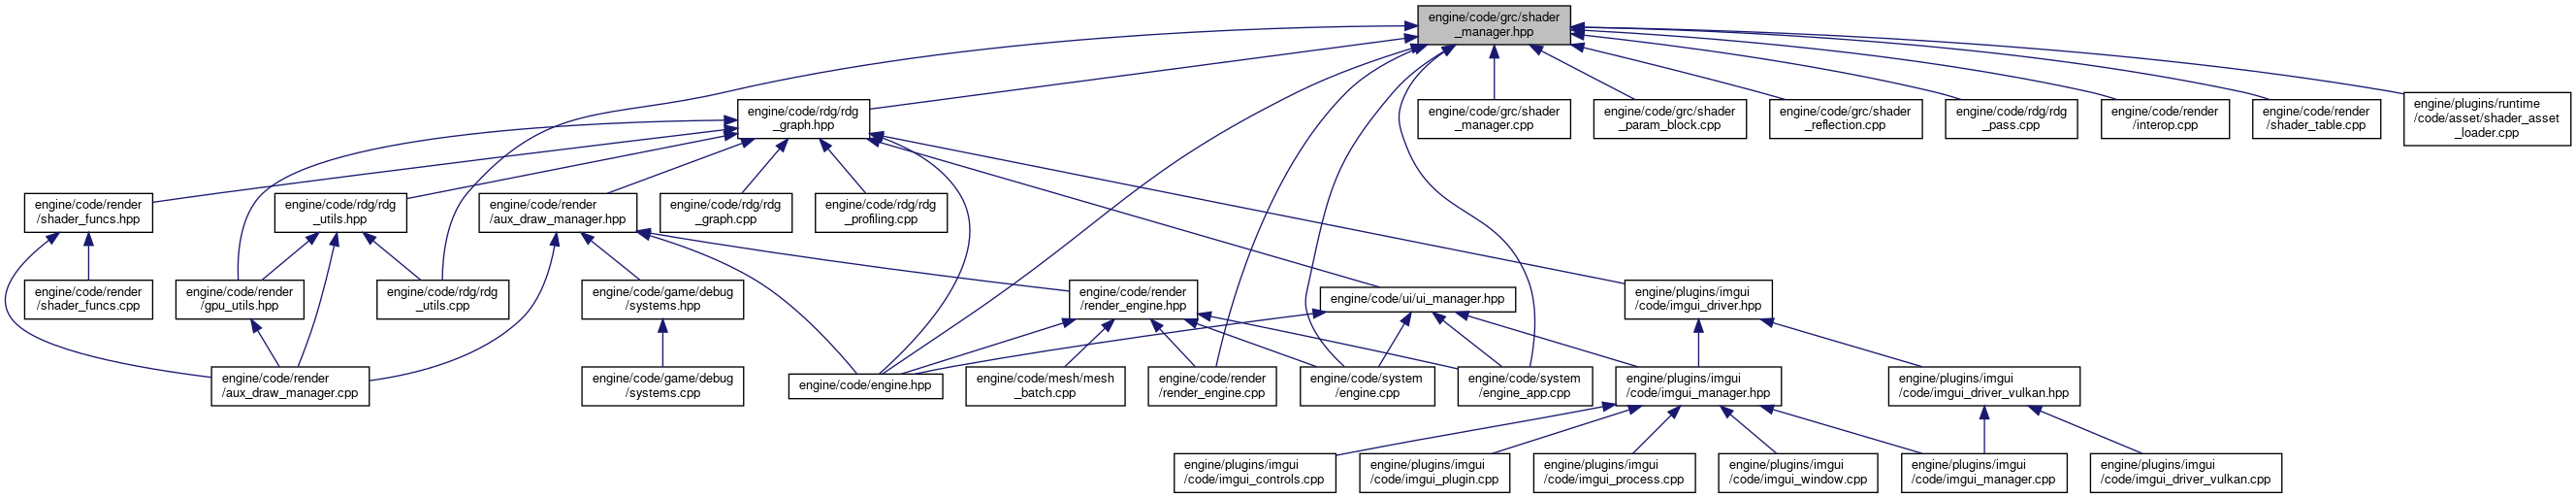 engine/code/grc/shader
_manager.hpp
engine/code/rdg/rdg
_graph.hpp
engine/code/grc/shader
_manager.cpp
engine/code/grc/shader
_param_block.cpp
engine/code/grc/shader
_reflection.cpp
engine/code/rdg/rdg
_pass.cpp
engine/code/render
/interop.cpp
engine/code/render
/shader_table.cpp
engine/plugins/runtime
/code/asset/shader_asset
_loader.cpp
engine/code/render
/shader_funcs.hpp
engine/code/rdg/rdg
_utils.hpp
engine/code/render
/aux_draw_manager.hpp
engine/code/rdg/rdg
_graph.cpp
engine/code/rdg/rdg
_profiling.cpp
engine/code/render
/shader_funcs.cpp
engine/code/render
/gpu_utils.hpp
engine/code/rdg/rdg
_utils.cpp
engine/code/game/debug
/systems.hpp
engine/code/render
/render_engine.hpp
engine/code/ui/ui_manager.hpp
engine/plugins/imgui
/code/imgui_driver.hpp
engine/code/render
/aux_draw_manager.cpp
engine/code/game/debug
/systems.cpp
engine/code/engine.hpp
engine/code/mesh/mesh
_batch.cpp
engine/code/render
/render_engine.cpp
engine/code/system
/engine.cpp
engine/code/system
/engine_app.cpp
engine/plugins/imgui
/code/imgui_manager.hpp
engine/plugins/imgui
/code/imgui_driver_vulkan.hpp
engine/plugins/imgui
/code/imgui_controls.cpp
engine/plugins/imgui
/code/imgui_plugin.cpp
engine/plugins/imgui
/code/imgui_process.cpp
engine/plugins/imgui
/code/imgui_window.cpp
engine/plugins/imgui
/code/imgui_manager.cpp
engine/plugins/imgui
/code/imgui_driver_vulkan.cpp